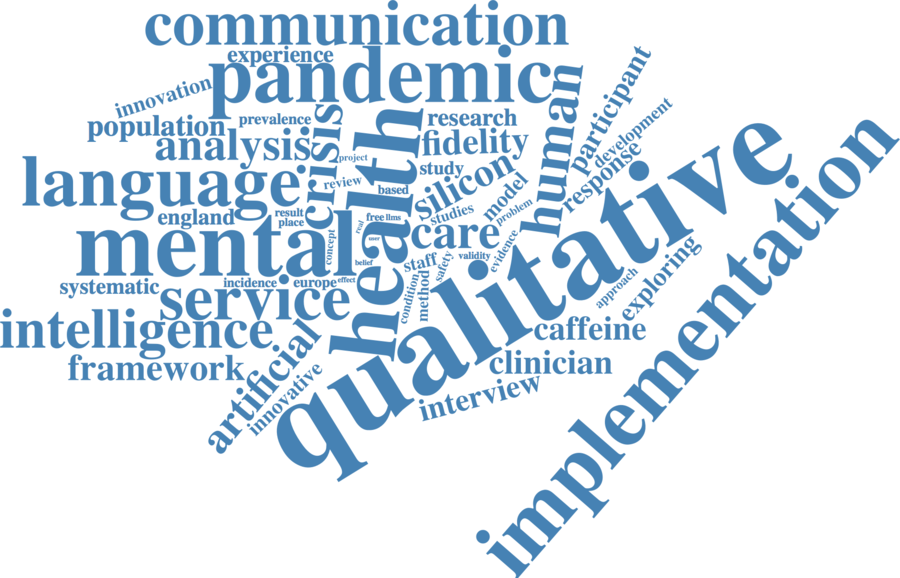 communication
experience
pandemic
innovation
population
prevalence
crisis
health
research
human
participant
development
analysis
fidelity
project
study
response
qualitative
implementation
language
review
based
silicon
model
england
result
place
free
llms
studies
problem
mental
concept
real
user
care
evidence
belief
staff
safety
validity
systematic
incidence
europe
effect
condition
method
approach
exploring
service
intelligence
caffeine
framework
artificial
innovative
clinician
interview